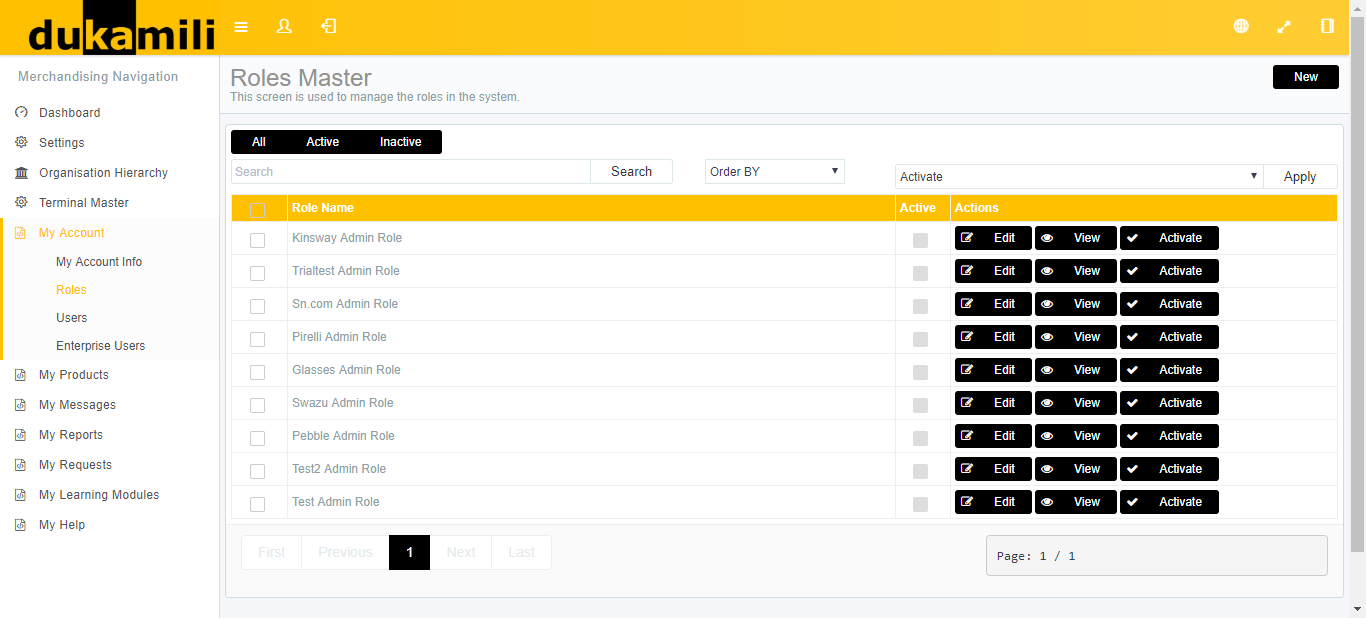 dukamili
Merchandising Navigation
Dashboard
Settings
Organisation Hierarchy
Terminal Master
My Account
My Account Info
Roles
Users
Enterprise Users
My Products
My Messages
My Reports
My Requests
My Learning Modules
My Help
Roles Master
This screen is used to manage the roles in the system.
New
All Active Inactive
Search Search Order BY Activate Apply
Role Name Active Actions
Kinsway Admin Role Edit View Activate
Trialtest Admin Role Edit View Activate
Sn.com Admin Role Edit View Activate
Pirelli Admin Role Edit View Activate
Glasses Admin Role Edit View Activate
Swazu Admin Role Edit View Activate
Pebble Admin Role Edit View Activate
Test2 Admin Role Edit View Activate
Test Admin Role Edit View Activate
First Previous 1 Next Last
Page: 1 / 1